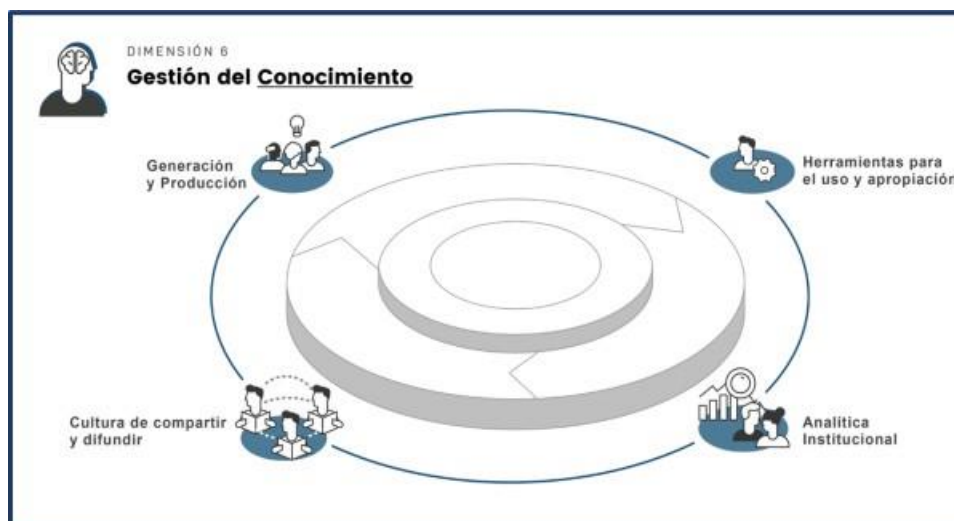 DIMENSIÓN 6
Gestión del Conocimiento
Generación
y Producción
Herramientas para
el uso y apropiación
Cultura de compartir
y difundir
Analítica
Institucional